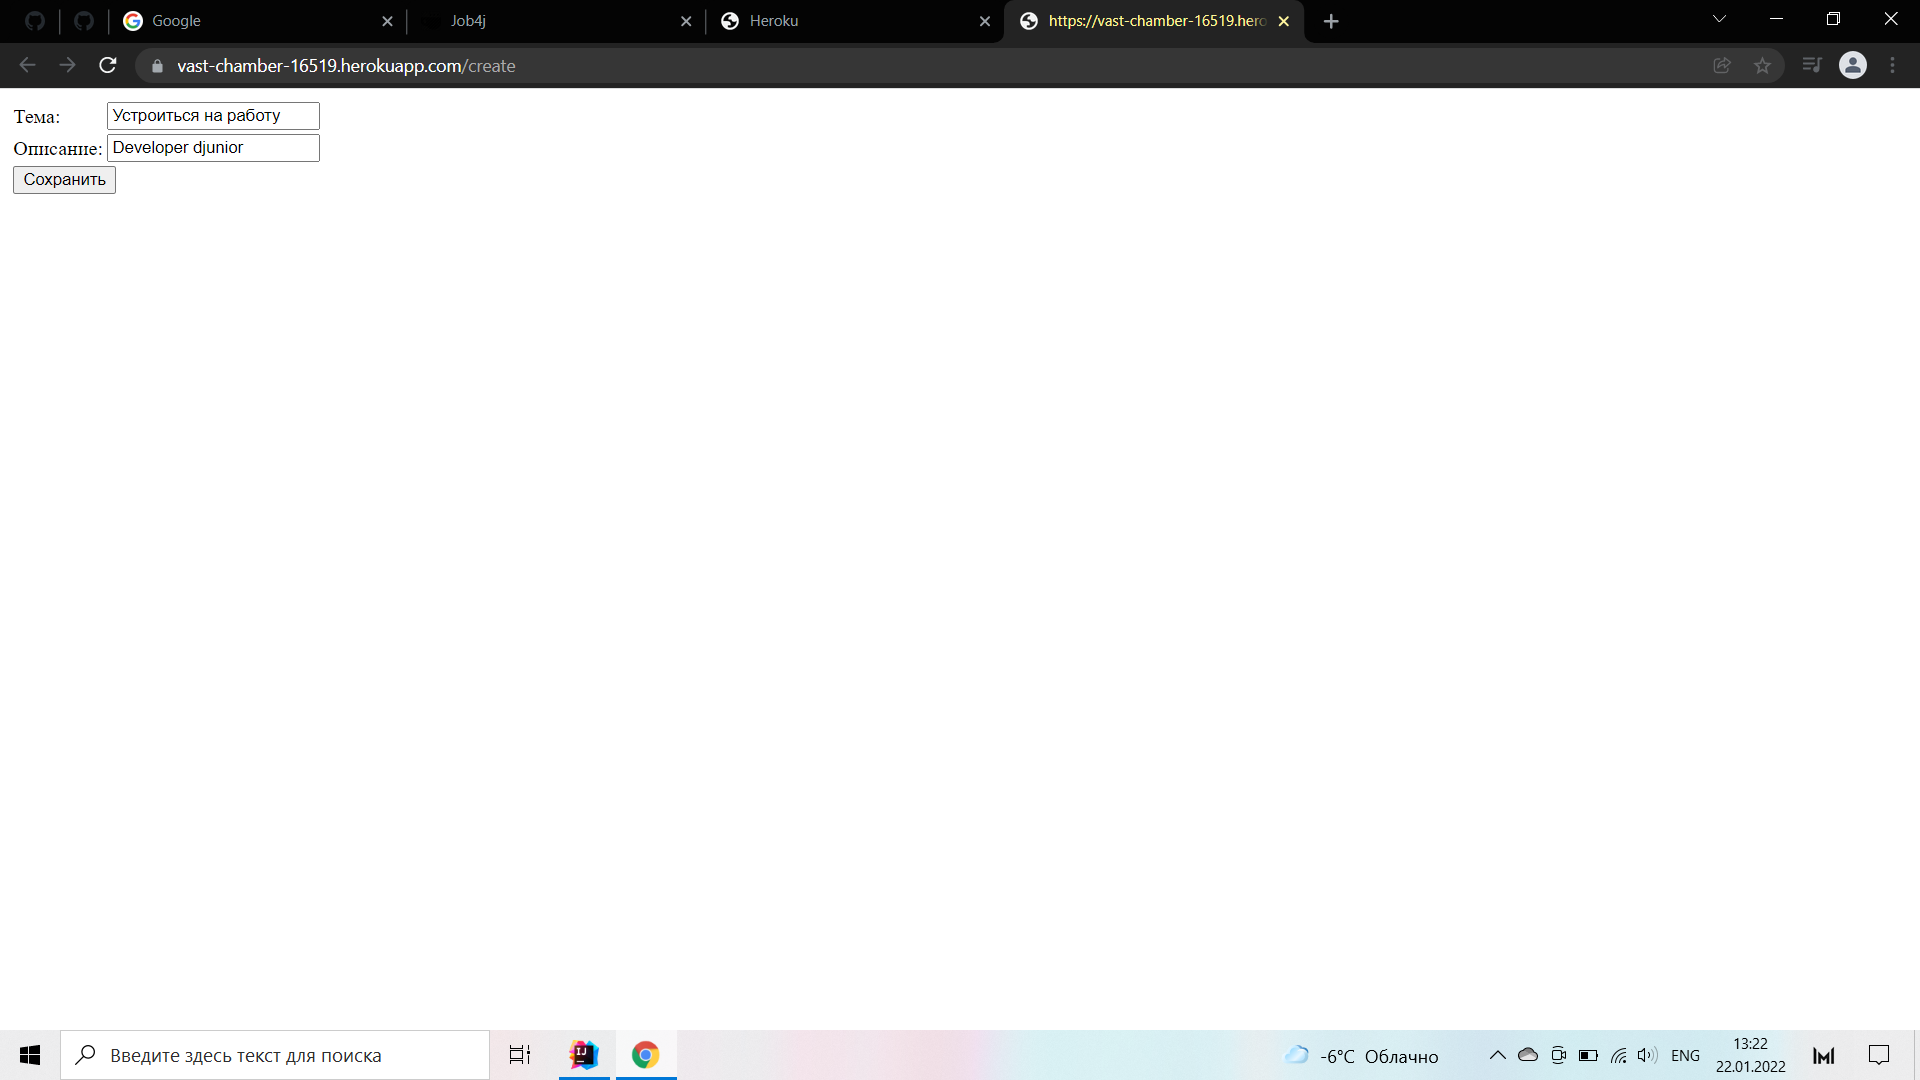 Google
Job4j
Heroku
https://vast-chamber-16519.hero
vast-chamber-16519.herokuapp.com/create
Тема: Устроиться на работу
Описание: Developer djunior
Сохранить
Введите здесь текст для поиска
-6°C Облачно
ENG
13:22
22.01.2022